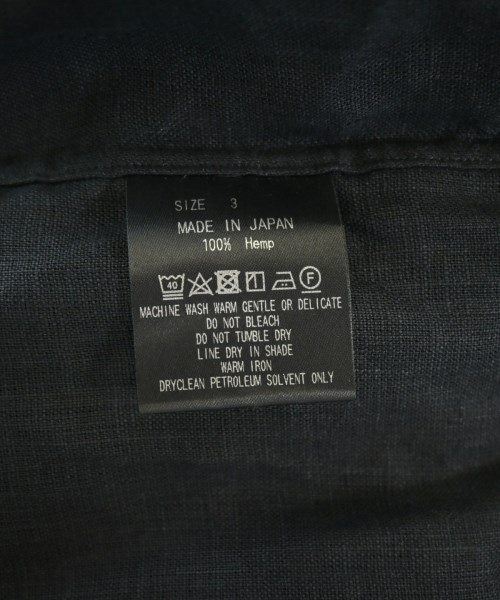 SIZE 3
MADE IN JAPAN
100% Hemp
40 F
MACHINE WASH WARM GENTLE OR DELICATE
DO NOT BLEACH
DO NOT TUMBLE DRY
LINE DRY IN SHADE
WARM IRON
DRYCLEAN PETROLEUM SOLVENT ONLY